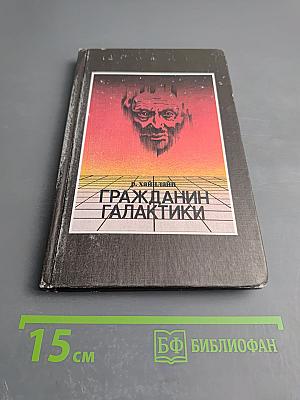 Р. ХАЙНЛАЙН
ГРАЖДАНИН
ГАЛАКТИКИ
15 СМ
БФ БИБЛИОФАН